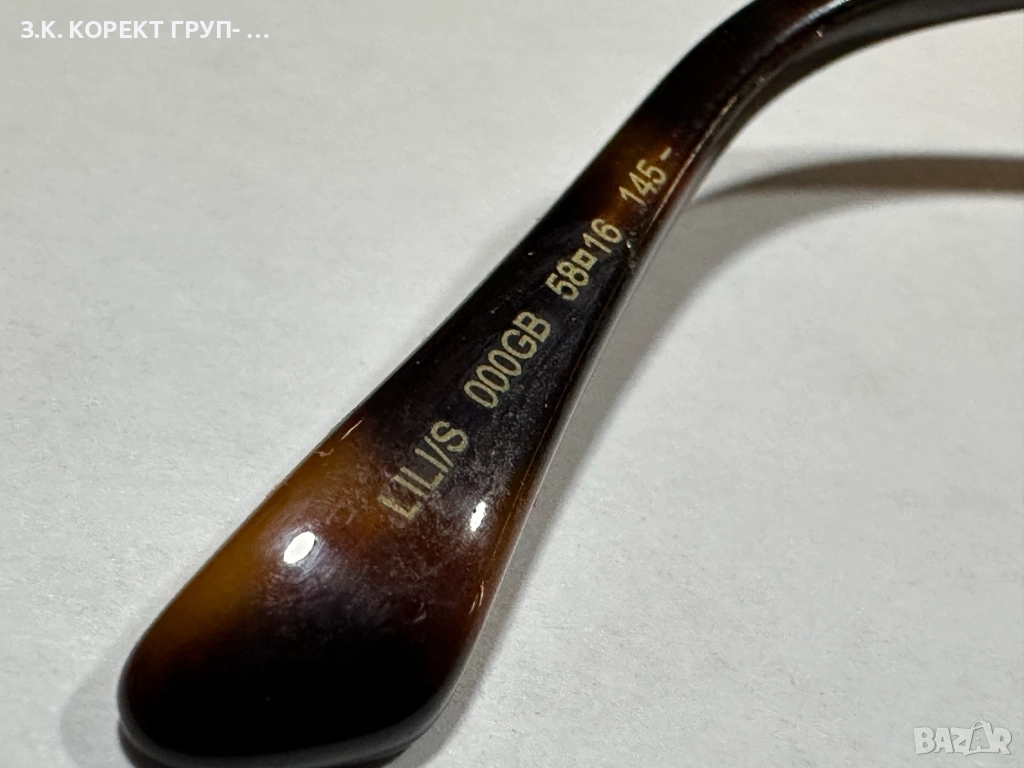 З.К. КОРЕКТ ГРУП- ...
LILI/S 000GB 58□16 145-
BAZAR